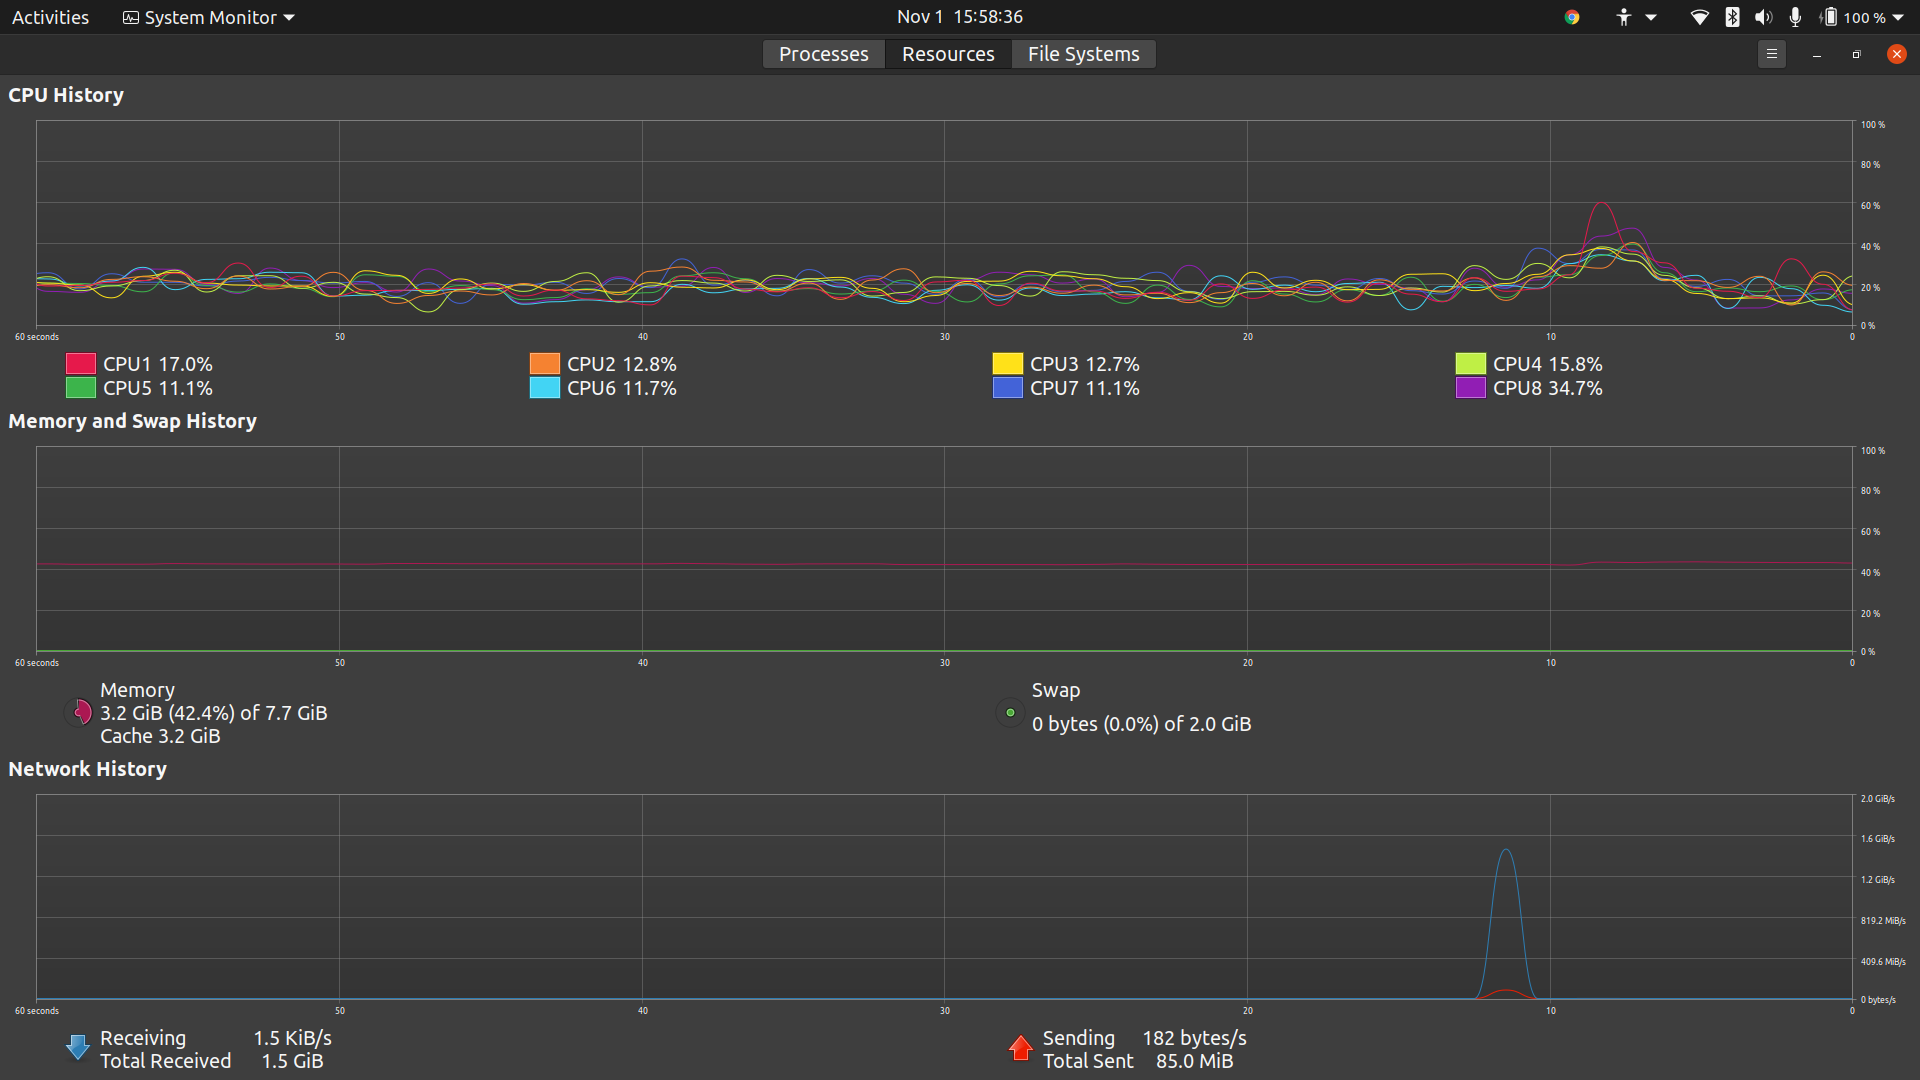 Activities System Monitor Nov 1 15:58:36 100 %
Processes Resources File Systems
CPU History
100 %
80 %
60 %
40 %
20 %
0 %
60 seconds 50 40 30 20 10 0
CPU1 17.0% CPU2 12.8% CPU3 12.7% CPU4 15.8%
CPU5 11.1% CPU6 11.7% CPU7 11.1% CPU8 34.7%
Memory and Swap History
100 %
80 %
60 %
40 %
20 %
0 %
60 seconds 50 40 30 20 10 0
Memory
3.2 GiB (42.4%) of 7.7 GiB
Cache 3.2 GiB
Swap
0 bytes (0.0%) of 2.0 GiB
Network History
2.0 GiB/s
1.6 GiB/s
1.2 GiB/s
819.2 MiB/s
409.6 MiB/s
0 bytes/s
60 seconds 50 40 30 20 10 0
Receiving 1.5 KiB/s
Total Received 1.5 GiB
Sending 182 bytes/s
Total Sent 85.0 MiB